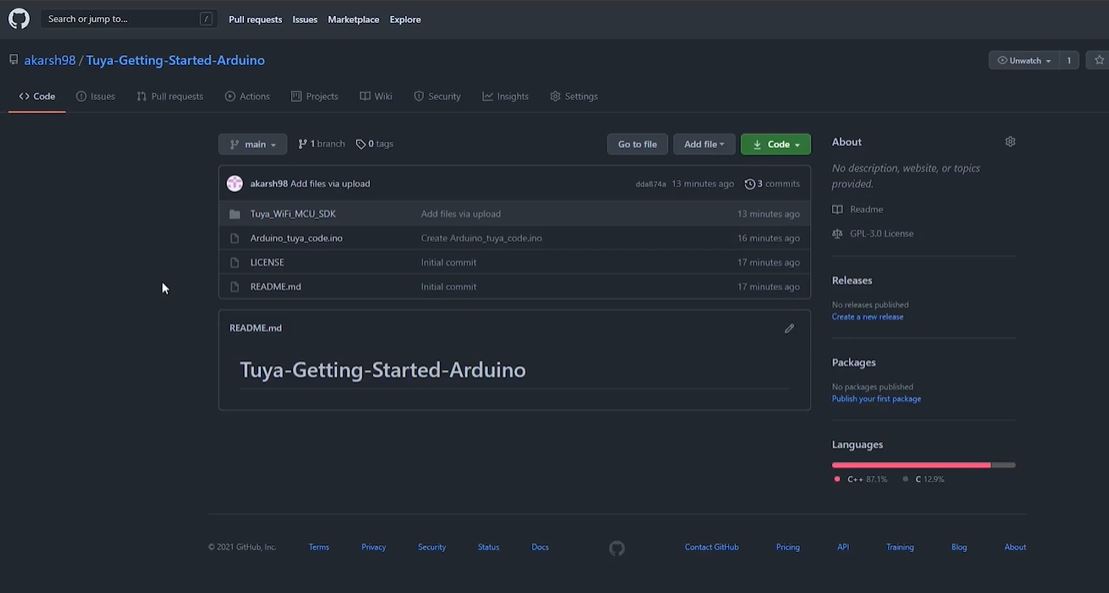 Search or jump to... /
Pull requests Issues Marketplace Explore
akarsh98 / Tuya-Getting-Started-Arduino
Unwatch 1
Code Issues Pull requests Actions Projects Wiki Security Insights Settings
main 1 branch 0 tags
Go to file Add file Code
akarsh98 Add files via upload dda874a 13 minutes ago 3 commits
Tuya_WiFi_MCU_SDK Add files via upload 13 minutes ago
Arduino_tuya_code.ino Create Arduino_tuya_code.ino 16 minutes ago
LICENSE Initial commit 17 minutes ago
README.md Initial commit 17 minutes ago
README.md
Tuya-Getting-Started-Arduino
About
No description, website, or topics
provided.
Readme
GPL-3.0 License
Releases
No releases published
Create a new release
Packages
No packages published
Publish your first package
Languages
C++ 87.1% C 12.9%
© 2021 GitHub, Inc. Terms Privacy Security Status Docs Contact GitHub Pricing API Training Blog About